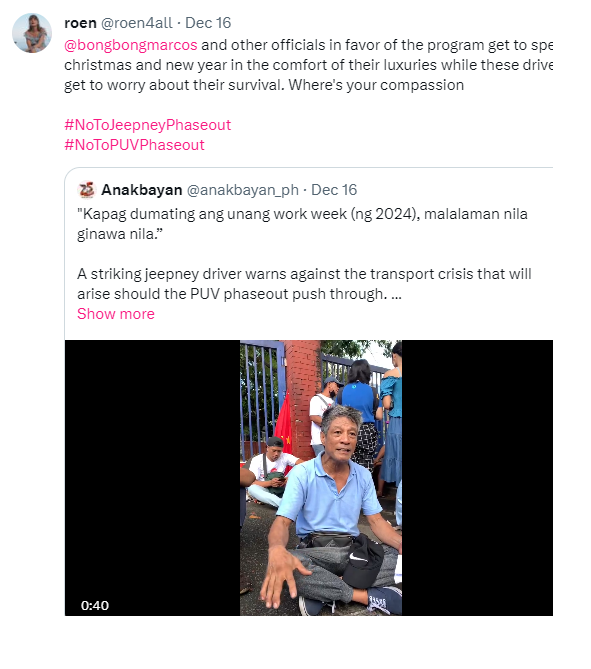 roen @roen4all · Dec 16
@bongbongmarcos and other officials in favor of the program get to spe
christmas and new year in the comfort of their luxuries while these drive
get to worry about their survival. Where's your compassion
#NoToJeepneyPhaseout
#NoToPUVPhaseout
25 Anakbayan @anakbayan_ph · Dec 16
"Kapag dumating ang unang work week (ng 2024), malalaman nila
ginawa nila.”
A striking jeepney driver warns against the transport crisis that will
arise should the PUV phaseout push through. ...
Show more
0:40